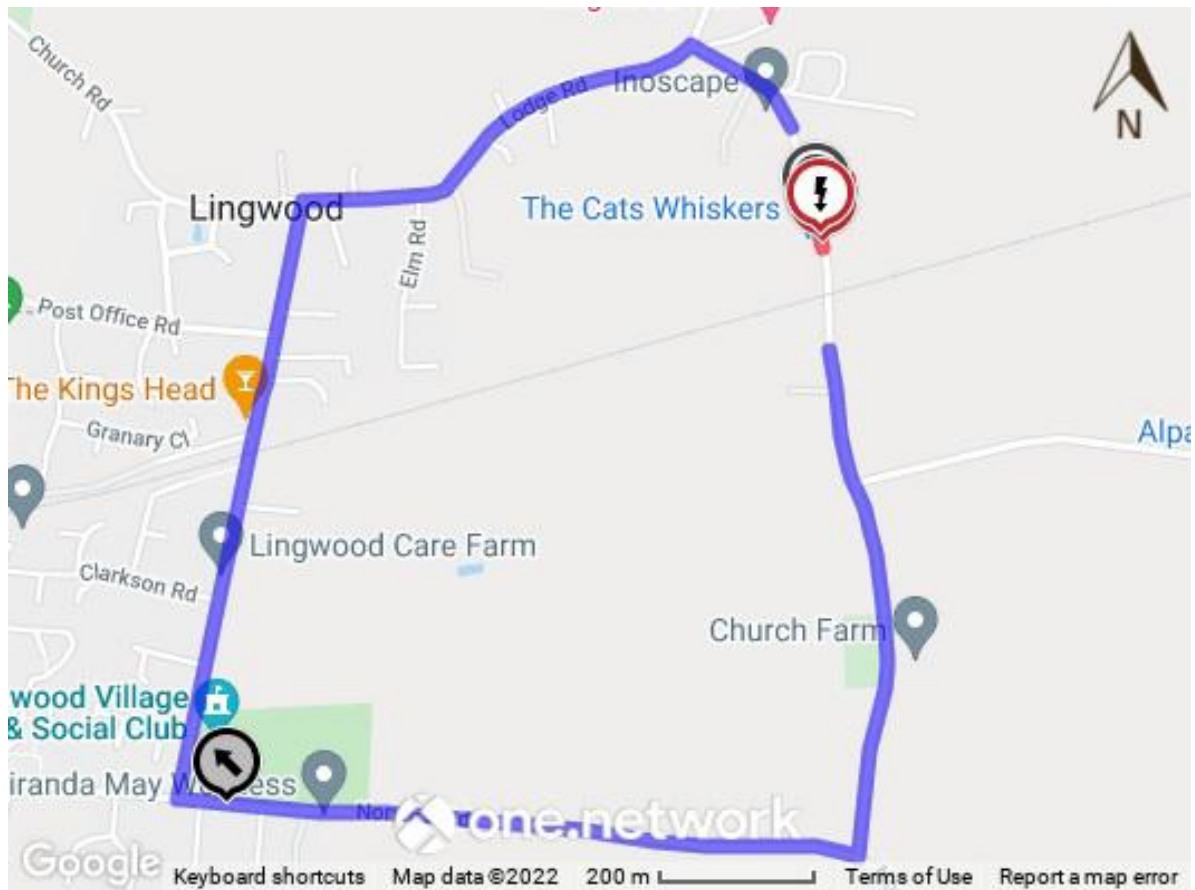 Church Rd
Inoscape
Lodge Rd
N
Lingwood
The Cats Whiskers
Elm Rd
Post Office Rd
The Kings Head
Granary Cl
Alpa
Lingwood Care Farm
Clarkson Rd
Church Farm
wood Village
& Social Club
iranda May W ess
Nor
one.network
Google
Keyboard shortcuts Map data ©2022 200 m Terms of Use Report a map error